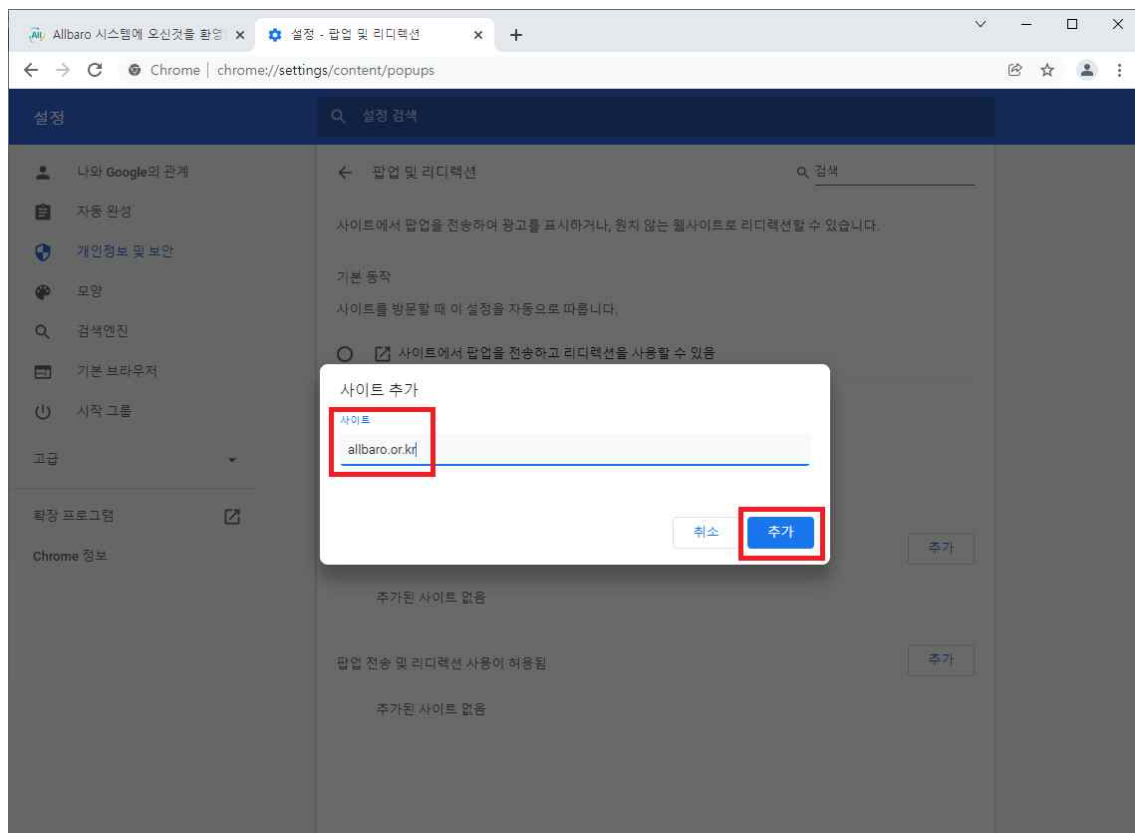 Allbaro 시스템에 오신것을 환영
설정 - 팝업 및 리디렉션
Chrome | chrome://settings/content/popups
설정
설정 검색
나와 Google의 관계
자동 완성
개인정보 및 보안
모양
검색엔진
기본 브라우저
시작 그룹
고급
확장 프로그램
Chrome 정보
팝업 및 리디렉션
검색
사이트에서 팝업을 전송하여 광고를 표시하거나, 원치 않는 웹사이트로 리디렉션할 수 있습니다.
기본 동작
사이트를 방문할 때 이 설정을 자동으로 따릅니다.
사이트에서 팝업을 전송하고 리디렉션을 사용할 수 있음
사이트 추가
사이트
allbaro.or.kr
취소
추가
추가
추가된 사이트 없음
팝업 전송 및 리디렉션 사용이 허용됨
추가
추가된 사이트 없음